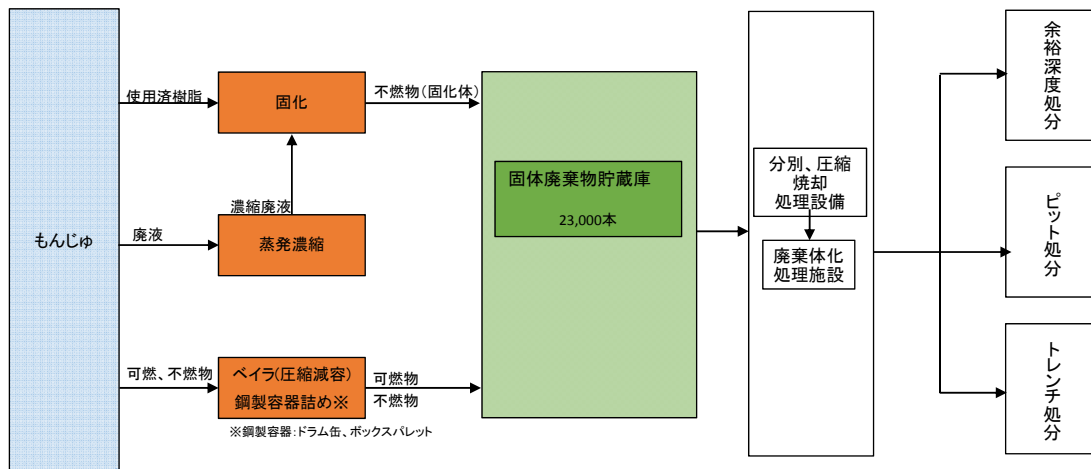 もんじゅ
使用済樹脂
固化
不燃物(固化体)
濃縮廃液
廃液
蒸発濃縮
可燃、不燃物
ベイラ(圧縮減容)
鋼製容器詰め※
可燃物
不燃物
※鋼製容器:ドラム缶、ボックスパレット
固体廃棄物貯蔵庫
23,000本
分別、圧縮
焼却
処理設備
廃棄体化
処理施設
余裕深度処分
ピット処分
トレンチ処分